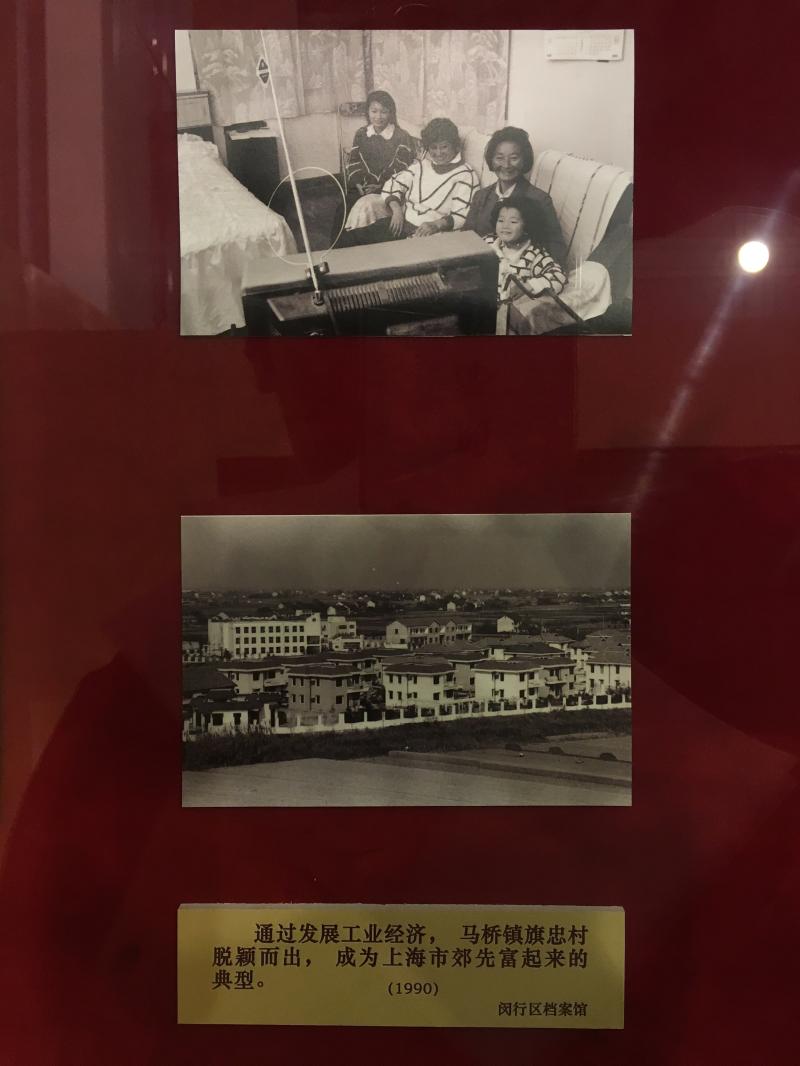 通过发展工业经济， 马桥镇旗忠村
脱颖而出， 成为上海市郊先富起来的
典型。
(1990)
闵行区档案馆